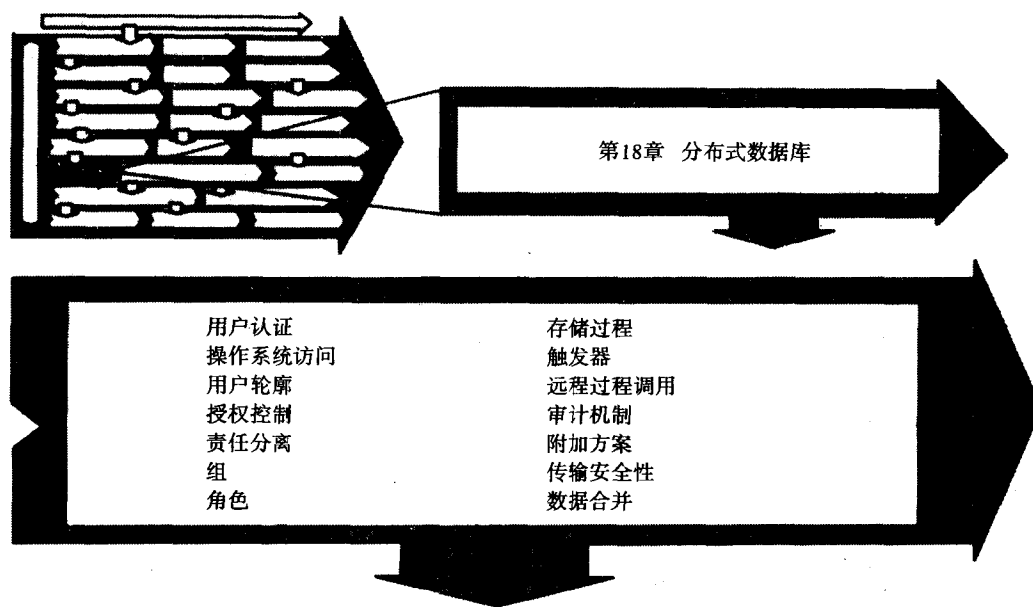 第18章 分布式数据库
用户认证
操作系统访问
用户轮廓
授权控制
责任分离
组
角色
存储过程
触发器
远程过程调用
审计机制
附加方案
传输安全性
数据合并